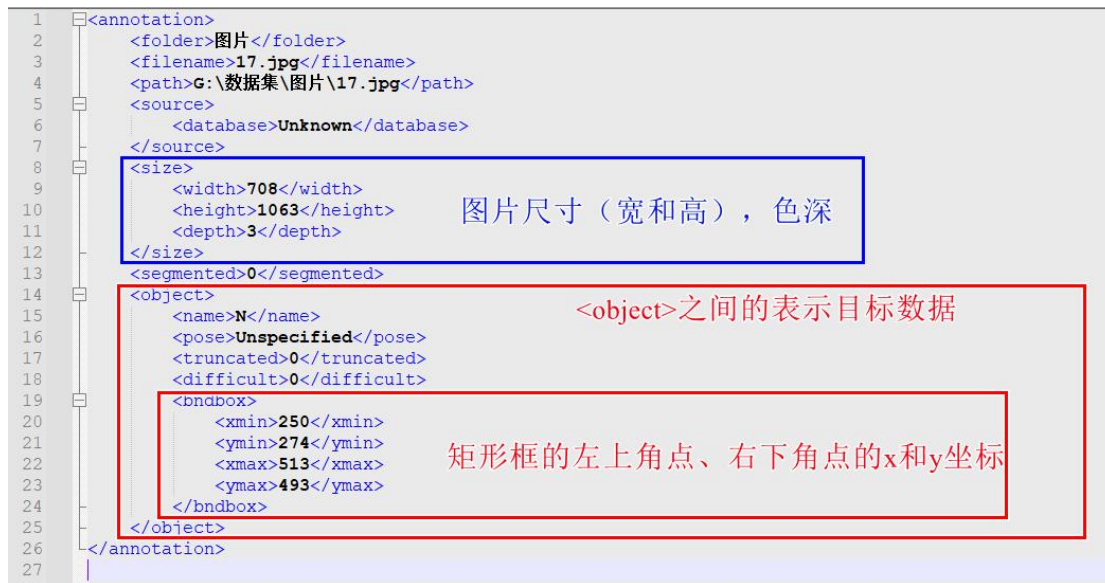 1 <annotation>
2 <folder>图片</folder>
3 <filename>17.jpg</filename>
4 <path>G:\数据集\图片\17.jpg</path>
5 <source>
6 <database>Unknown</database>
7 </source>
8 <size>
9 <width>708</width>
10 <height>1063</height> 图片尺寸（宽和高），色深
11 <depth>3</depth>
12 </size>
13 <segmented>0</segmented>
14 <object>
15 <name>N</name> <object>之间的表示目标数据
16 <pose>Unspecified</pose>
17 <truncated>0</truncated>
18 <difficult>0</difficult>
19 <bndbox>
20 <xmin>250</xmin>
21 <ymin>274</ymin>
22 <xmax>513</xmax> 矩形框的左上角点、右下角点的x和y坐标
23 <ymax>493</ymax>
24 </bndbox>
25 </object>
26 </annotation>
27